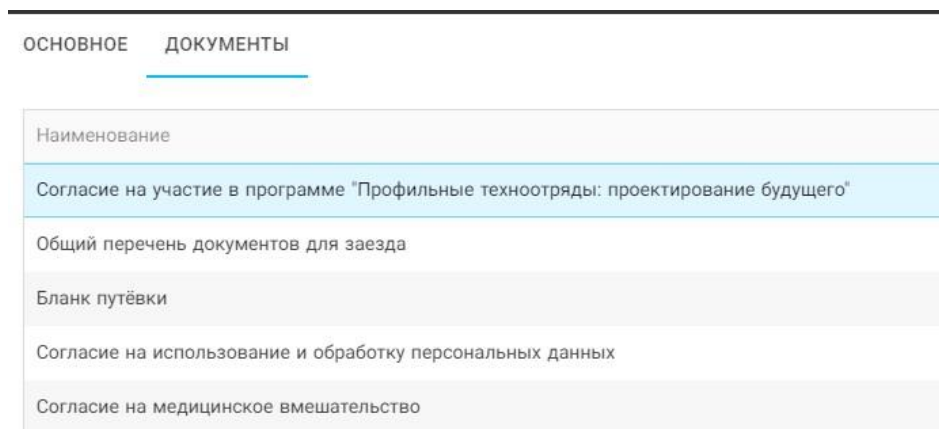 ОСНОВНОЕ ДОКУМЕНТЫ
Наименование
Согласие на участие в программе "Профильные техноотряды: проектирование будущего"
Общий перечень документов для заезда
Бланк путёвки
Согласие на использование и обработку персональных данных
Согласие на медицинское вмешательство